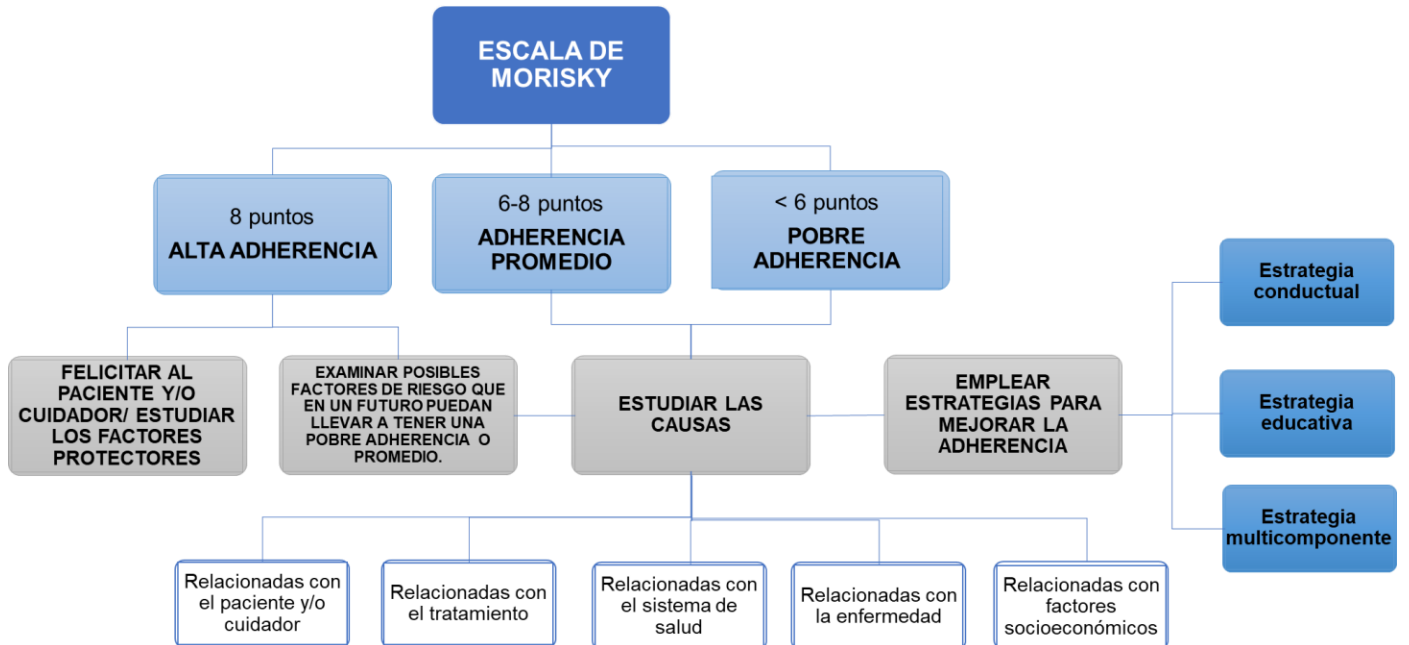 ESCALA DE
MORISKY
8 puntos
ALTA ADHERENCIA
6-8 puntos
ADHERENCIA
PROMEDIO
< 6 puntos
POBRE
ADHERENCIA
FELICITAR AL
PACIENTE Y/O
CUIDADOR/ ESTUDIAR
LOS FACTORES
PROTECTORES
EXAMINAR POSIBLES
FACTORES DE RIESGO QUE
EN UN FUTURO PUEDAN
LLEVAR A TENER UNA
POBRE ADHERENCIA O
PROMEDIO.
ESTUDIAR LAS
CAUSAS
EMPLEAR
ESTRATEGIAS PARA
MEJORAR LA
ADHERENCIA
Estrategia
conductual
Estrategia
educativa
Estrategia
multicomponente
Relacionadas con
el paciente y/o
cuidador
Relacionadas con
el tratamiento
Relacionadas con
el sistema de
salud
Relacionadas con
la enfermedad
Relacionadas con
factores
socioeconómicos